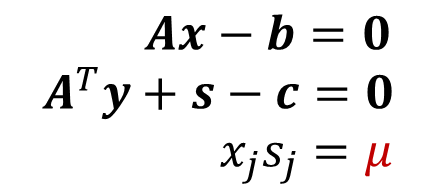 Ax − b = 0
Aᵀy + s − c = 0
xⱼsⱼ = μ